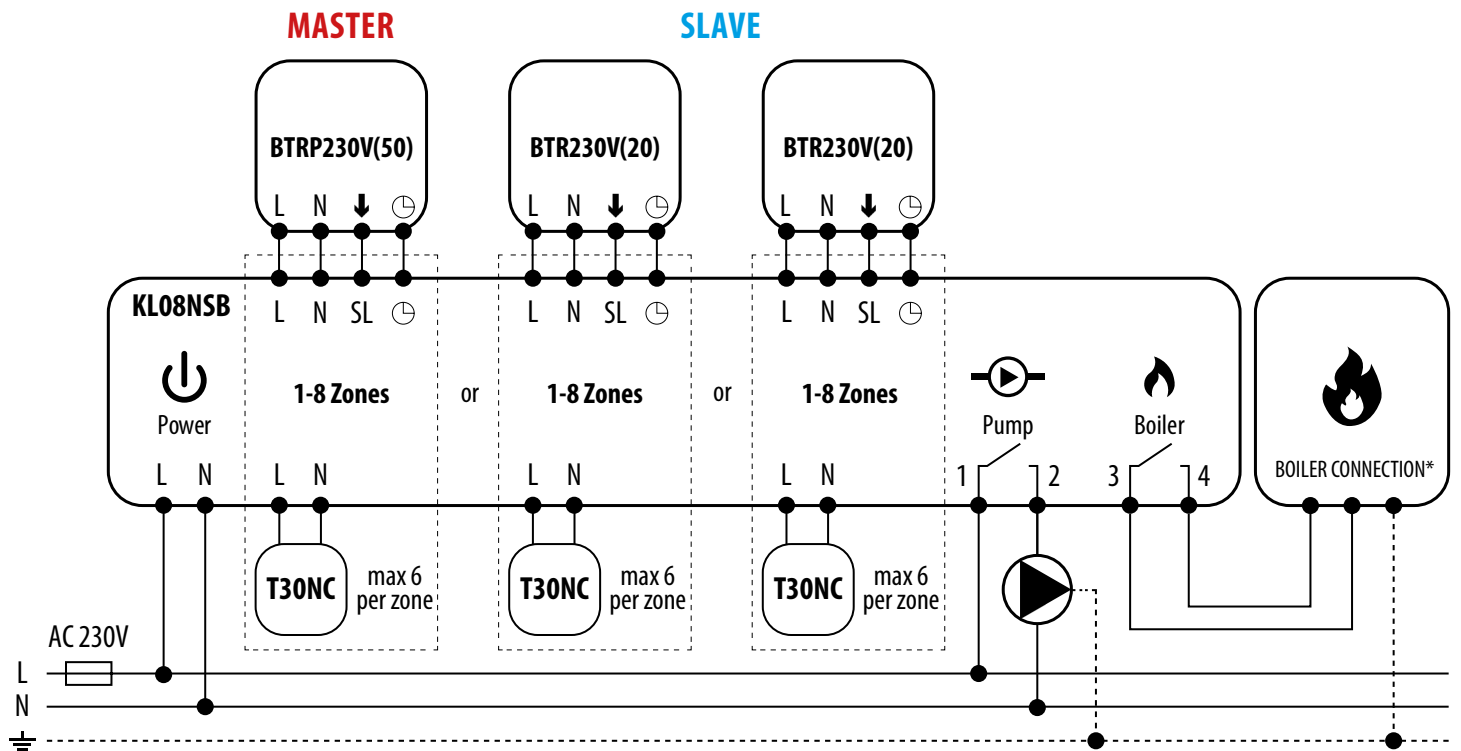 MASTER SLAVE
BTRP230V(50) BTR230V(20) BTR230V(20)
L N L N L N
KL08NSB L N SL L N SL L N SL
1-8 Zones or 1-8 Zones or 1-8 Zones
Power Pump Boiler
BOILER CONNECTION*
L N L N L N L N 1 2 3 4
T30NC max 6 T30NC max 6 T30NC max 6
per zone per zone per zone
AC 230V
L
N